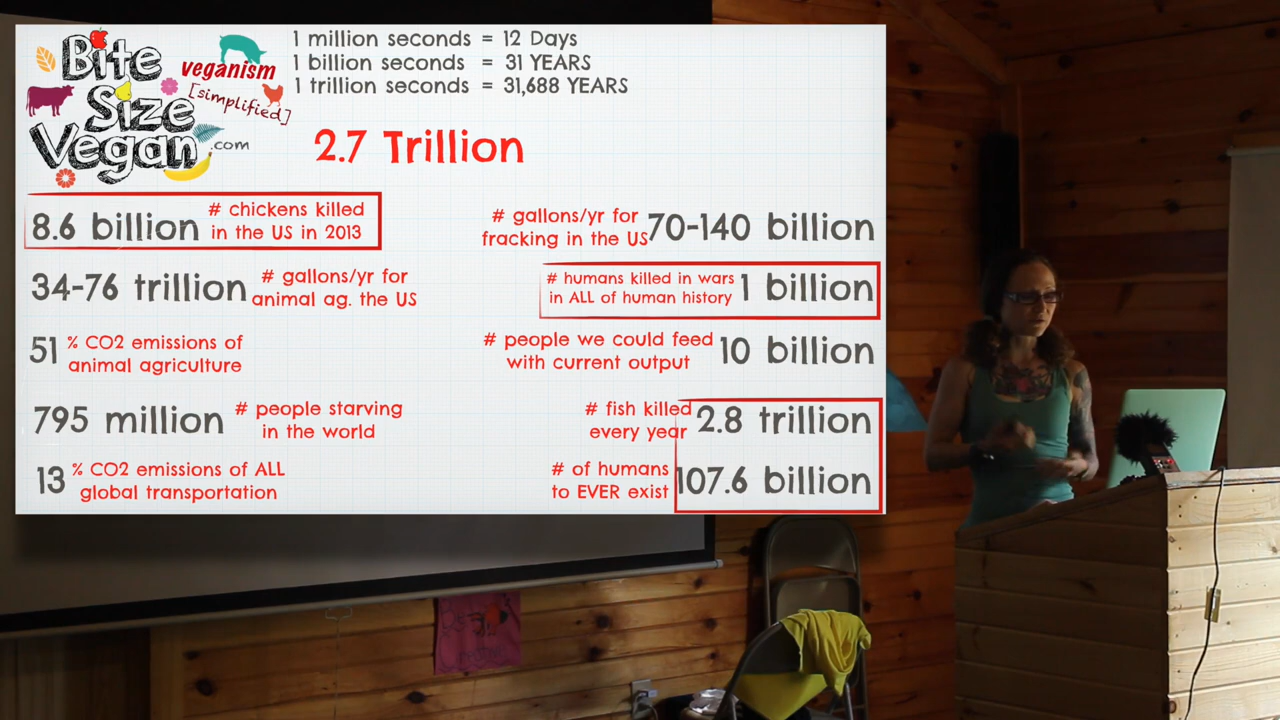 Bite
Size
Vegan
.com
veganism
[simplified]
1 million seconds = 12 Days
1 billion seconds = 31 YEARS
1 trillion seconds = 31,688 YEARS
2.7 Trillion
8.6 billion
# chickens killed
in the US in 2013
# gallons/yr for
fracking in the US
70-140 billion
34-76 trillion
# gallons/yr for
animal ag. the US
# humans killed in wars
in ALL of human history
1 billion
51
% CO2 emissions of
animal agriculture
# people we could feed
with current output
10 billion
795 million
# people starving
in the world
# fish killed
every year
2.8 trillion
13
% CO2 emissions of ALL
global transportation
# of humans
to EVER exist
107.6 billion